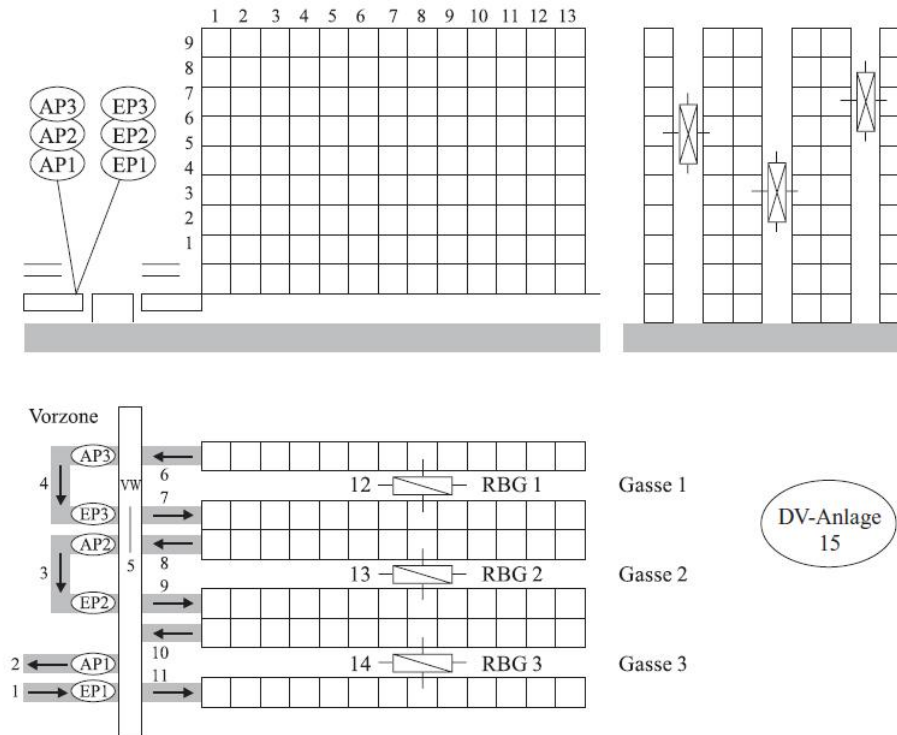 1 2 3 4 5 6 7 8 9 10 11 12 13
9
8
7
6
5
4
3
2
1
AP3 EP3
AP2 EP2
AP1 EP1
Vorzone
AP3
4
6
12 RBG 1 Gasse 1
VW
7
EP3
DV-Anlage
15
AP2
5
8
3
13 RBG 2 Gasse 2
9
EP2
10
2 AP1
14 RBG 3 Gasse 3
11
1 EP1